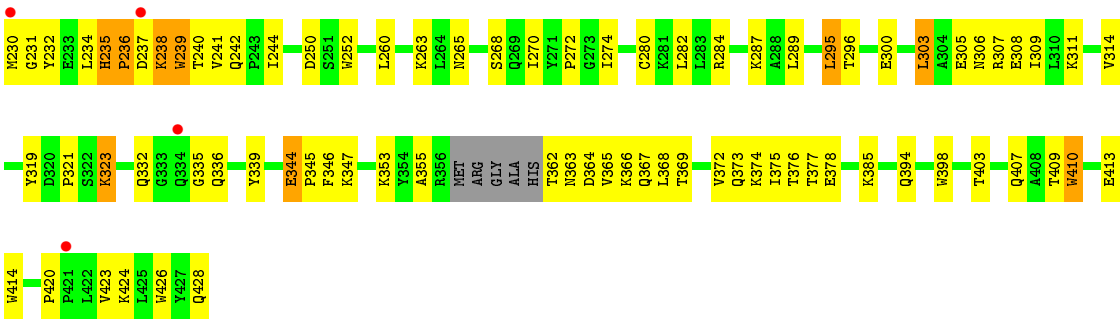 M230 G231 Y232 E233 L234 H235 P236 D237 K238 W239 T240 V241 Q242 P243 I244 D250 S251 W252 L260 K263 L264 N265 S268 Q269 I270 Y271 P272 G273 I274 C280 K281 L282 L283 R284 K287 A288 L289 L295 T296 E300 L303 A304 E305 N306 R307 E308 I309 L310 K311 V314
Y319 D320 P321 S322 K323 Q332 G333 Q334 G335 Q336 Y339 E344 P345 F346 K347 K353 Y354 A355 R356 MET ARG GLY ALA HIS T362 N363 D364 V365 K366 Q367 L368 T369 V372 Q373 K374 I375 T376 T377 E378 K385 Q394 W398 T403 Q407 A408 T409 W410 E413
W414 P420 P421 L422 V423 K424 L425 W426 Y427 Q428